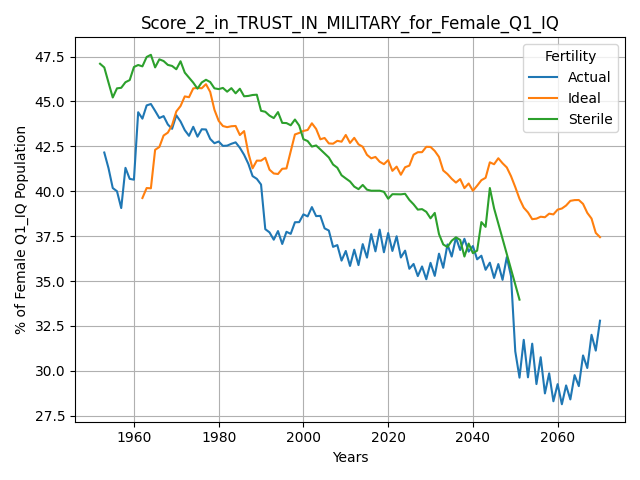 Score_2_in_TRUST_IN_MILITARY_for_Female_Q1_IQ
Fertility
Actual
Ideal
Sterile
% of Female Q1_IQ Population
47.5
45.0
42.5
40.0
37.5
35.0
32.5
30.0
27.5
1960 1980 2000 2020 2040 2060
Years